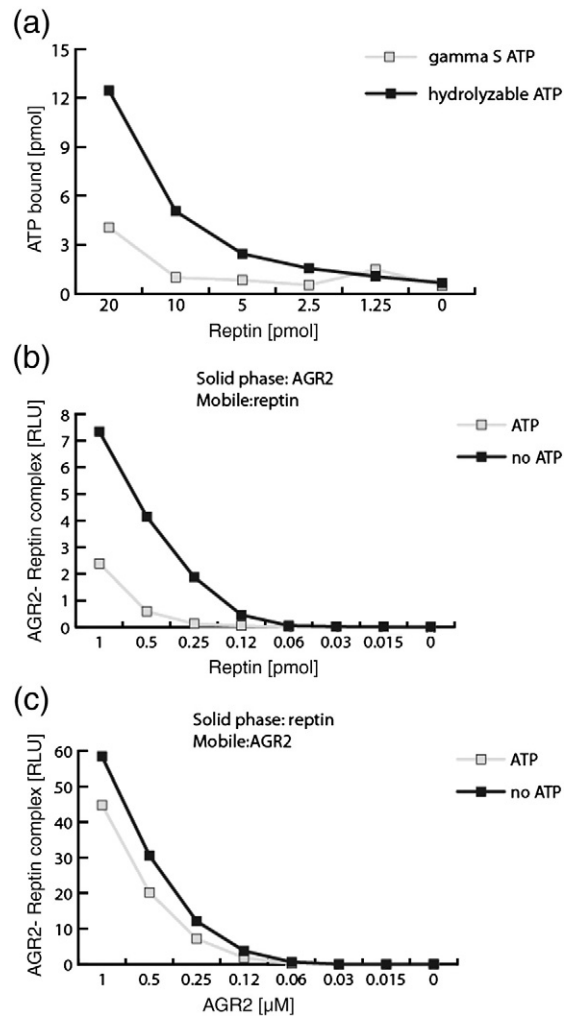 (a)
15
12
9
6
3
0
ATP bound [pmol]
gamma S ATP
hydrolyzable ATP
20 10 5 2.5 1.25 0
Reptin [pmol]
(b)
Solid phase: AGR2
Mobile:reptin
8
7
6
5
4
3
2
1
0
AGR2- Reptin complex [RLU]
ATP
no ATP
1 0.5 0.25 0.12 0.06 0.03 0.015 0
Reptin [pmol]
(c)
Solid phase: reptin
Mobile:AGR2
60
50
40
30
20
10
0
AGR2- Reptin complex [RLU]
ATP
no ATP
1 0.5 0.25 0.12 0.06 0.03 0.015 0
AGR2 [µM]